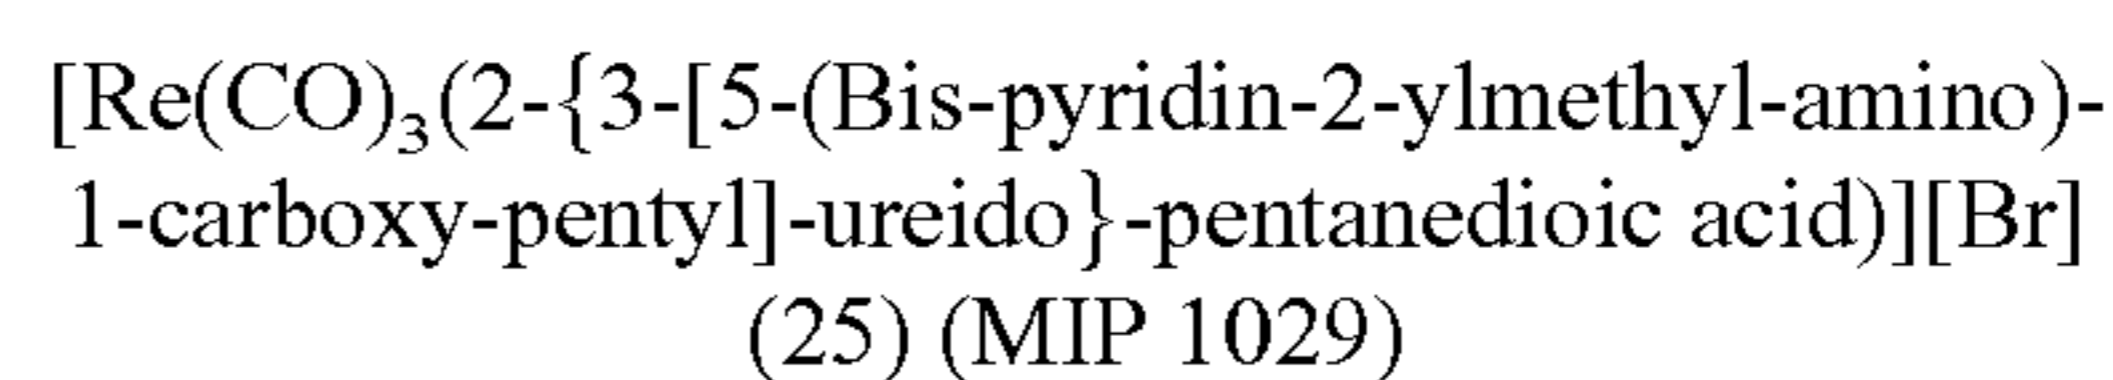 [Re(CO)₃(2-{3-[5-(Bis-pyridin-2-ylmethyl-amino)-
1-carboxy-pentyl]-ureido}-pentanedioic acid)][Br]
(25) (MIP 1029)